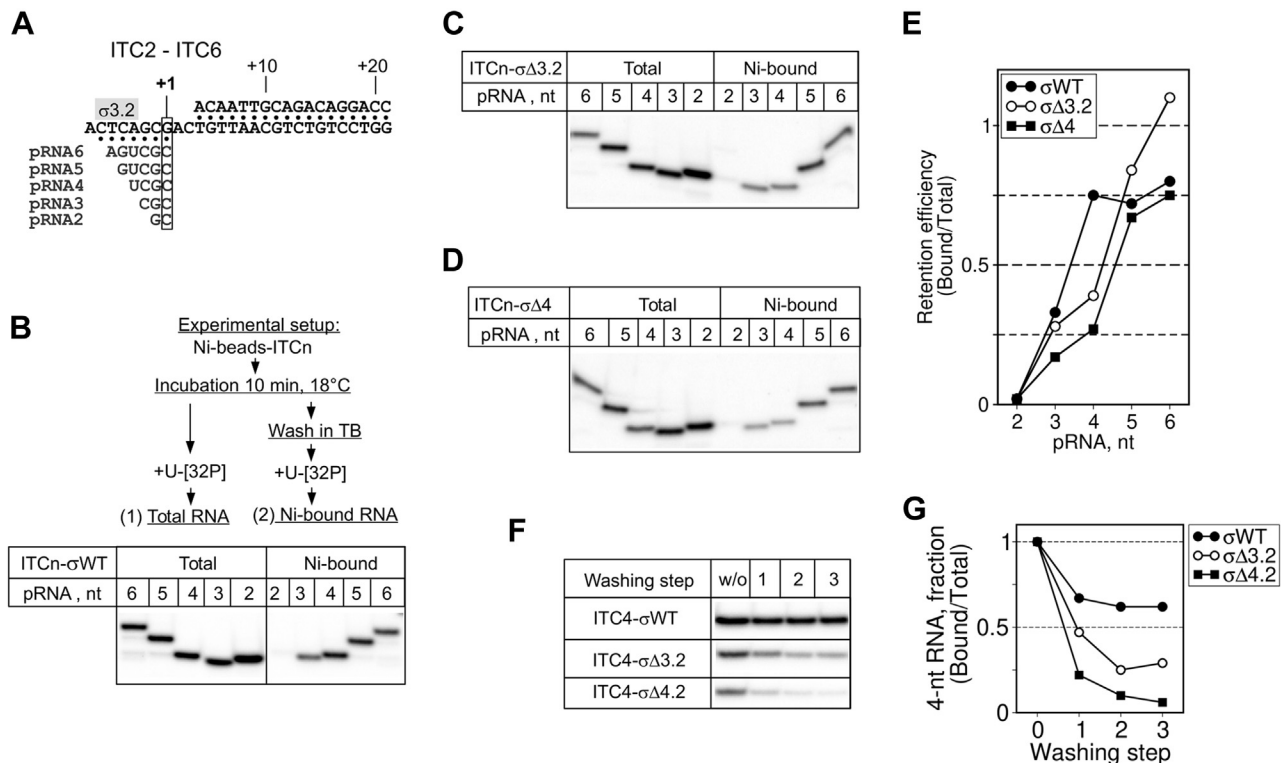 A
ITC2 - ITC6
+1
+10
+20
σ3.2
ACAATTGCAGACAGGACC
ACTCAGCGACTGTTAACGTCTGTCCTGG
pRNA6 AGUCGC
pRNA5 GUCGC
pRNA4 UCGC
pRNA3 CGC
pRNA2 GC
B
Experimental setup:
Ni-beads-ITCn
Incubation 10 min, 18°C
Wash in TB
+U-[32P] +U-[32P]
(1) Total RNA (2) Ni-bound RNA
ITCn-σWT Total Ni-bound
pRNA , nt 6 5 4 3 2 2 3 4 5 6
C
ITCn-σΔ3.2 Total Ni-bound
pRNA , nt 6 5 4 3 2 2 3 4 5 6
D
ITCn-σΔ4 Total Ni-bound
pRNA , nt 6 5 4 3 2 2 3 4 5 6
E
σWT
σΔ3.2
σΔ4
Retention efficiency
(Bound/Total)
1
0.5
0
2 3 4 5 6
pRNA, nt
F
Washing step w/o 1 2 3
ITC4-σWT
ITC4-σΔ3.2
ITC4-σΔ4.2
G
σWT
σΔ3.2
σΔ4.2
4-nt RNA, fraction
(Bound/Total)
1
0.5
0
0 1 2 3
Washing step